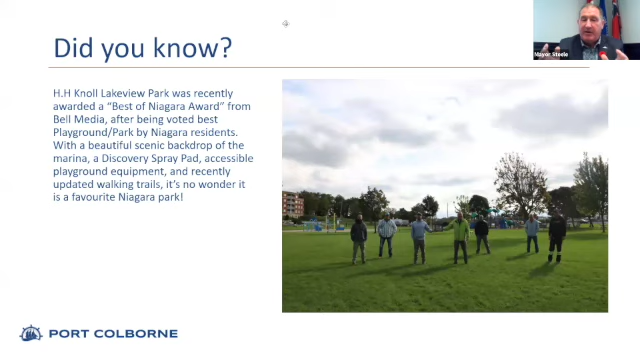 Did you know?
Mayor Steele
H.H Knoll Lakeview Park was recently
awarded a “Best of Niagara Award” from
Bell Media, after being voted best
Playground/Park by Niagara residents.
With a beautiful scenic backdrop of the
marina, a Discovery Spray Pad, accessible
playground equipment, and recently
updated walking trails, it’s no wonder it
is a favourite Niagara park!
PORT COLBORNE